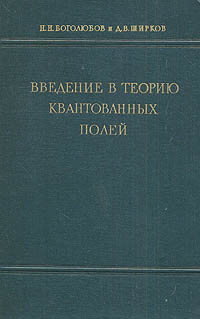 Н.Н.БОГОЛЮБОВ и Д.В.ШИРКОВ
ВВЕДЕНИЕ В ТЕОРИЮ
КВАНТОВАННЫХ
ПОЛЕЙ